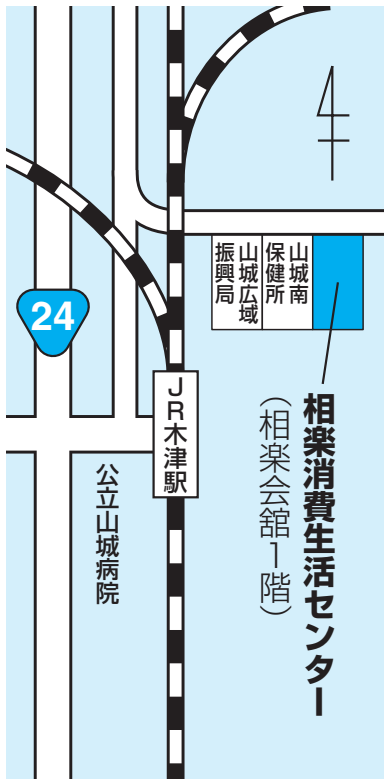 山城広域
振興局
山城南
保健所
24
JR木津駅
公立山城病院
相楽消費生活センター
(相楽会舘1階)